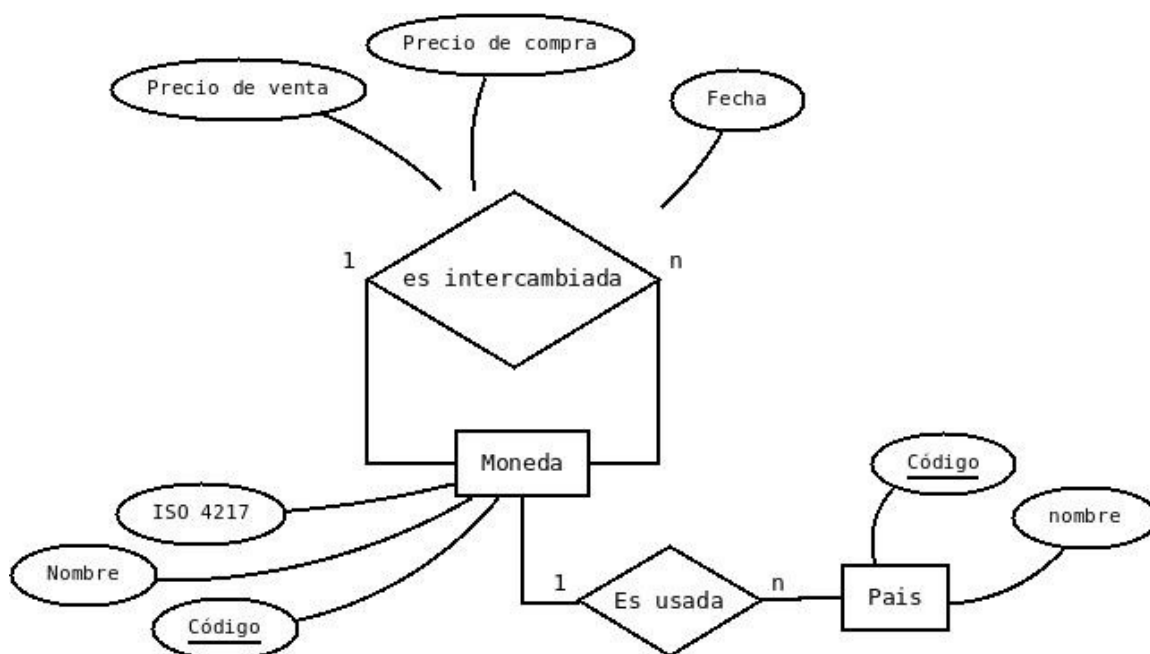 Precio de compra
Precio de venta
Fecha
1
n
es intercambiada
Moneda
Código
ISO 4217
nombre
Nombre
1
n
Es usada
Pais
Código